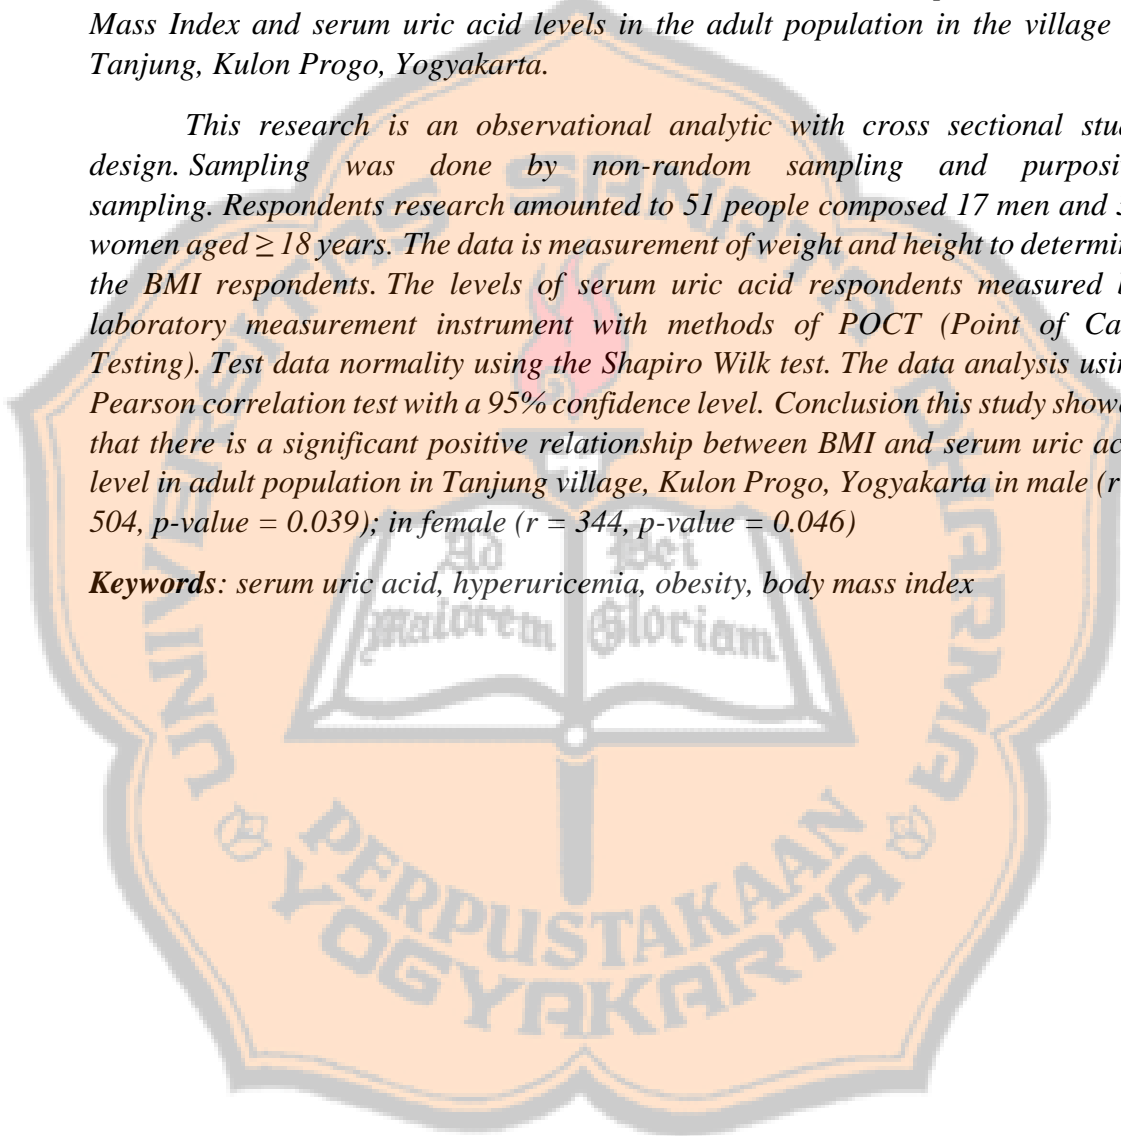 Mass Index and serum uric acid levels in the adult population in the village
Tanjung, Kulon Progo, Yogyakarta.
This research is an observational analytic with cross sectional
design. Sampling was done by non-random sampling and
sampling. Respondents research amounted to 51 people composed 17 men and
women aged ≥ 18 years. The data is measurement of weight and height to
the BMI respondents. The levels of serum uric acid respondents measured
laboratory measurement instrument with methods of POCT (Point of
Testing). Test data normality using the Shapiro Wilk test. The data analysis
Pearson correlation test with a 95% confidence level. Conclusion this study
that there is a significant positive relationship between BMI and serum uric
level in adult population in Tanjung village, Kulon Progo, Yogyakarta in male (r
504, p-value = 0.039); in female (r = 344, p-value = 0.046)
Keywords: serum uric acid, hyperuricemia, obesity, body mass index
UNIVERSITAS SANATA DHARMA
Ad Dei
Maiorem Gloriam
PERPUSTAKAAN
YOGYAKARTA